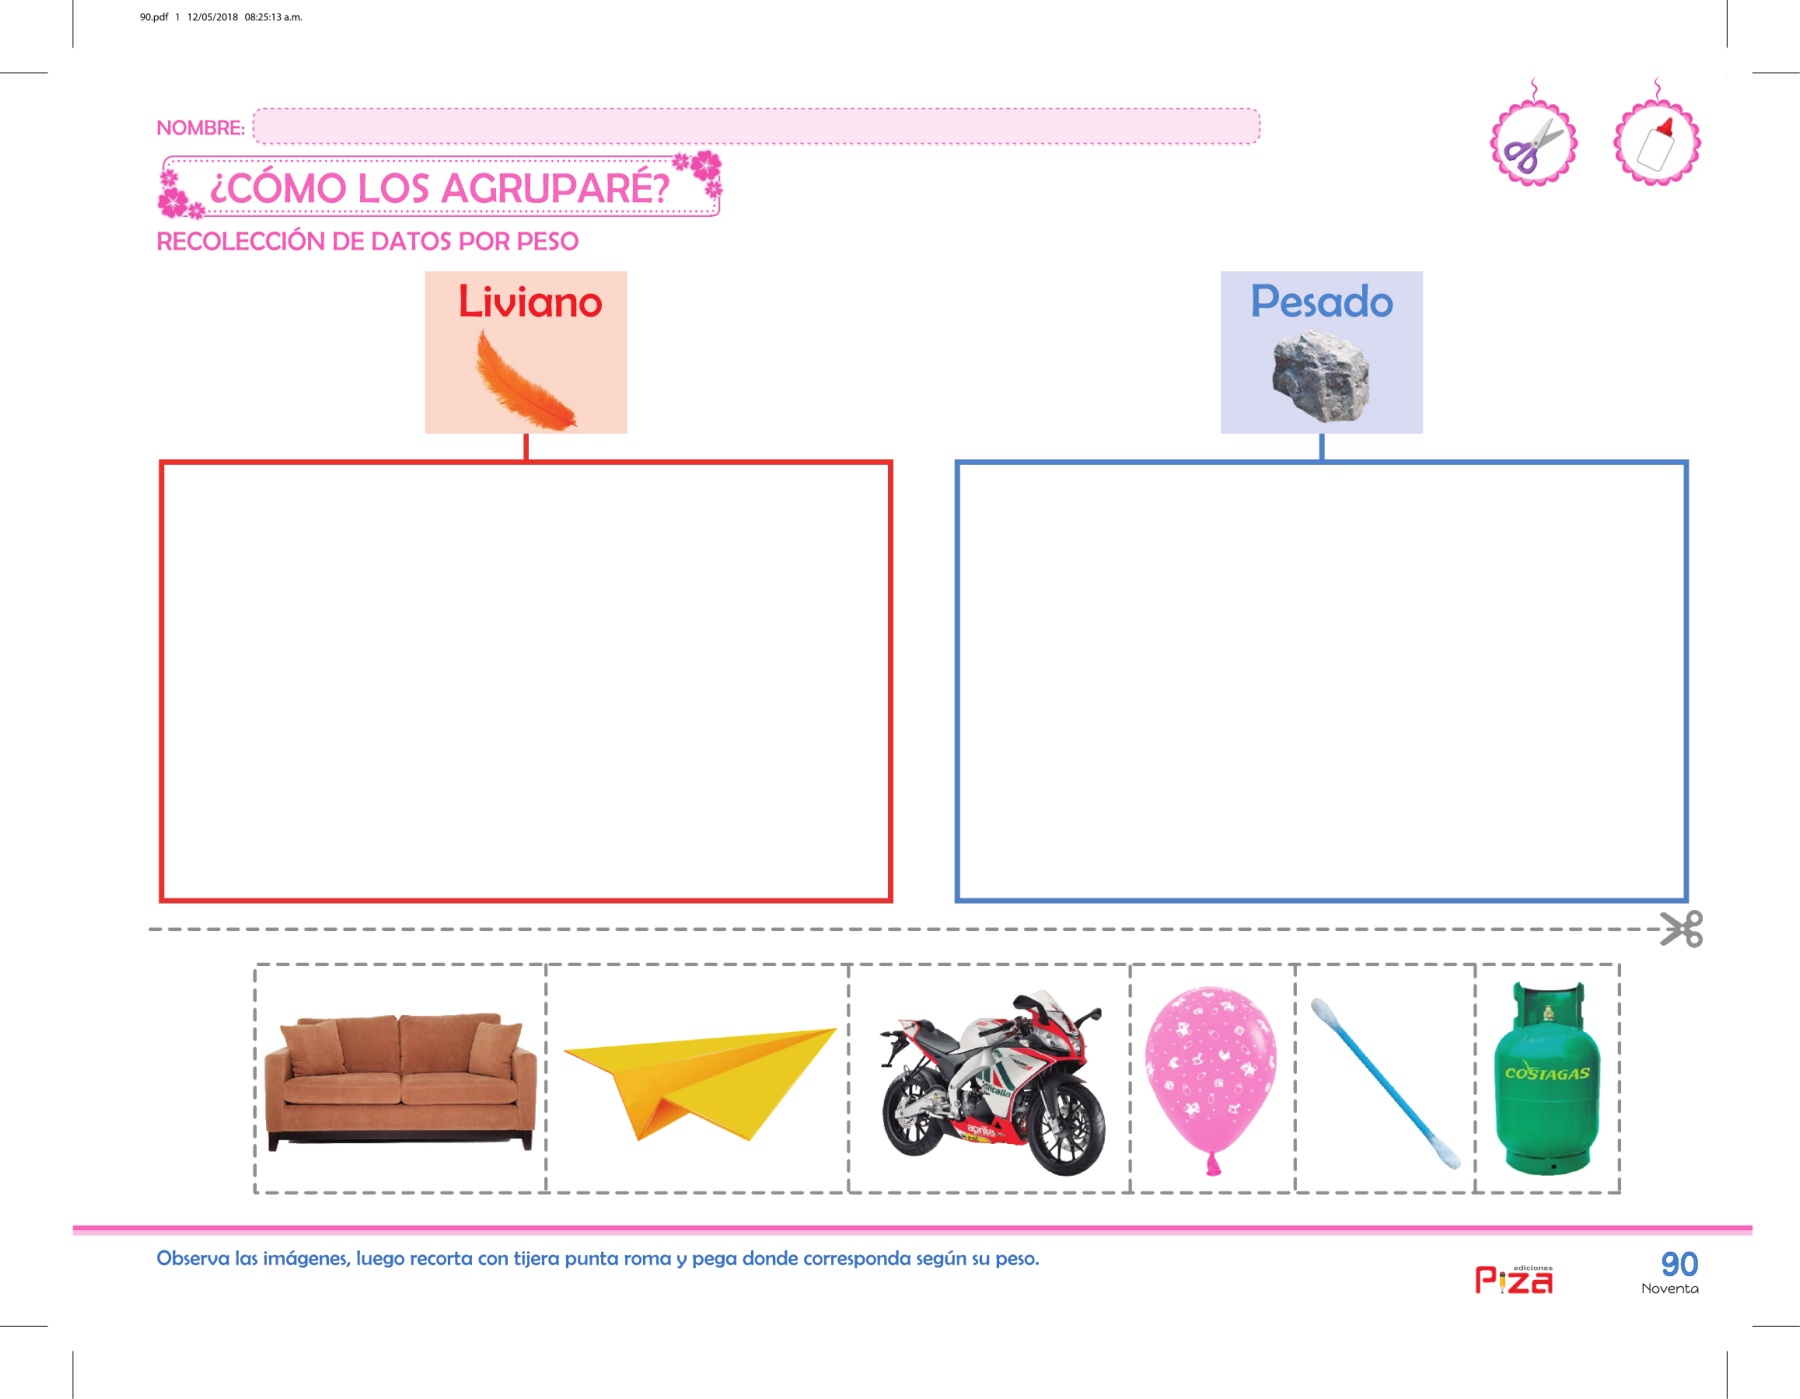 90.pdf 1 12/05/2018 08:25:13 a.m.
NOMBRE:
¿CÓMO LOS AGRUPARÉ?
RECOLECCIÓN DE DATOS POR PESO
Liviano
Pesado
Alitalia
aprilia
COSTAGAS
Observa las imágenes, luego recorta con tijera punta roma y pega donde corresponda según su peso.
ediciones
Piza
90
Noventa